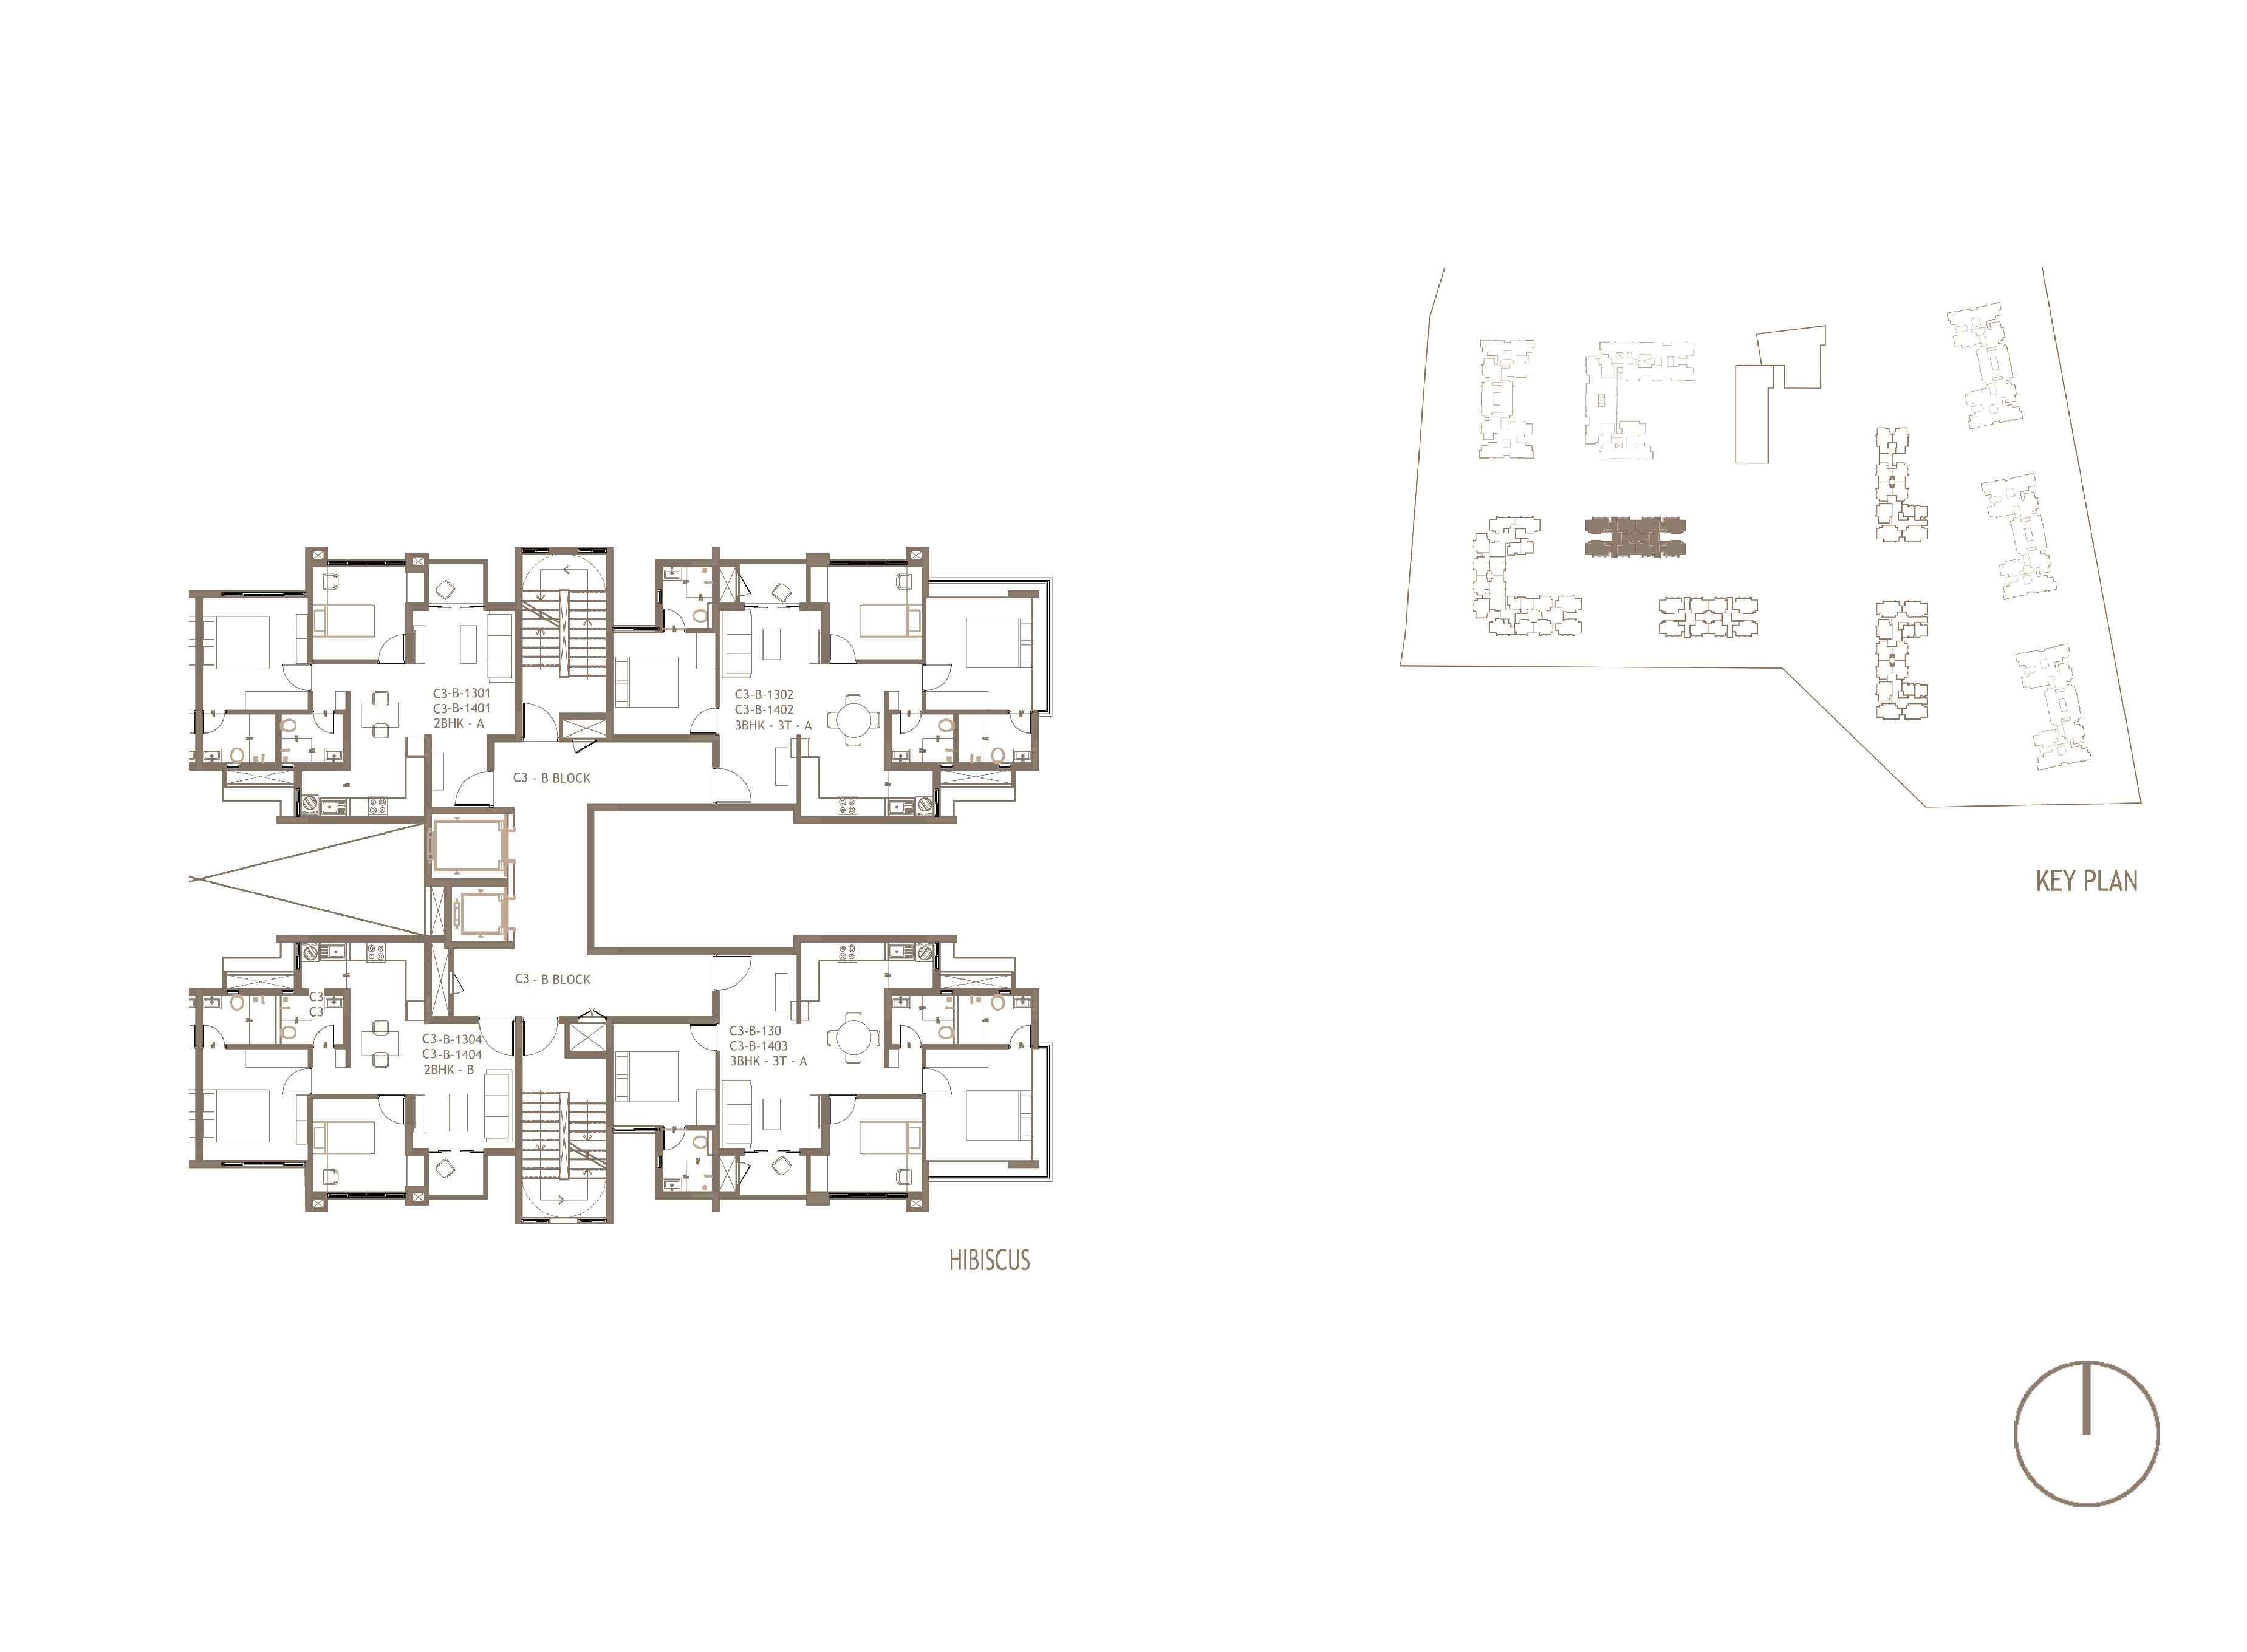 C3-B-1301
C3-B-1401
2BHK - A
C3-B-1302
C3-B-1402
3BHK - 3T - A
C3 - B BLOCK
KEY PLAN
C3 - B BLOCK
C3
C3
C3-B-1304
C3-B-1404
2BHK - B
C3-B-130
C3-B-1403
3BHK - 3T - A
HIBISCUS